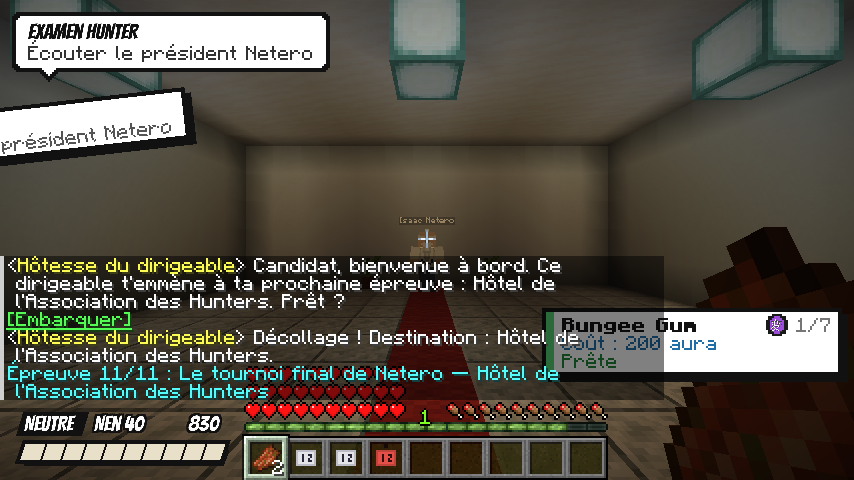 EXAMEN HUNTER
Écouter le président Netero
président Netero
Isaac Netero
<Hôtesse du dirigeable> Candidat, bienvenue à bord. Ce
dirigeable t'emmène à ta prochaine épreuve : Hôtel de
l'Association des Hunters. Prêt ?
[Embarquer]
<Hôtesse du dirigeable> Décollage ! Destination : Hôtel de
l'Association des Hunters.
Épreuve 11/11 : Le tournoi final de Netero — Hôtel de
l'Association des Hunters
Bungee Gum 1/7
Coût : 200 aura
Prête
NEUTRE NEN 40 830
1
2
12 12 12